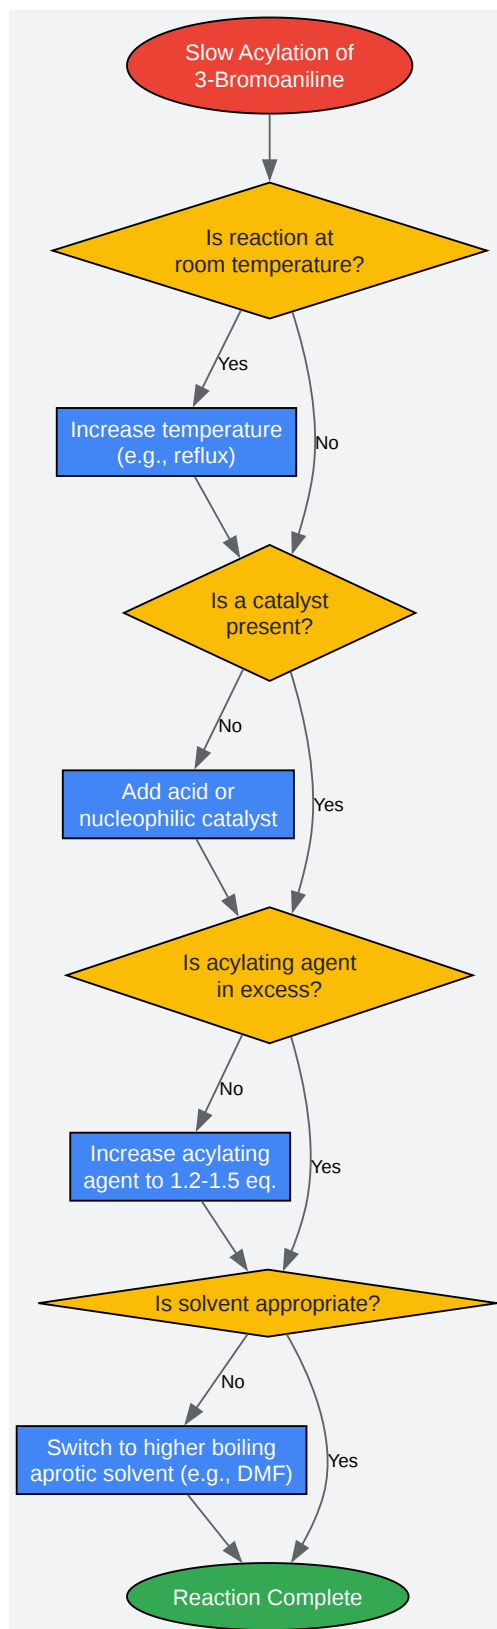 Slow Acylation of
3-Bromoaniline
Is reaction at
room temperature?
Yes
Increase temperature
(e.g., reflux)
No
Is a catalyst
present?
No
Add acid or
nucleophilic catalyst
Yes
Is acylating agent
in excess?
No
Increase acylating
agent to 1.2-1.5 eq.
Yes
Is solvent appropriate?
No
Switch to higher boiling
aprotic solvent (e.g., DMF)
Yes
Reaction Complete